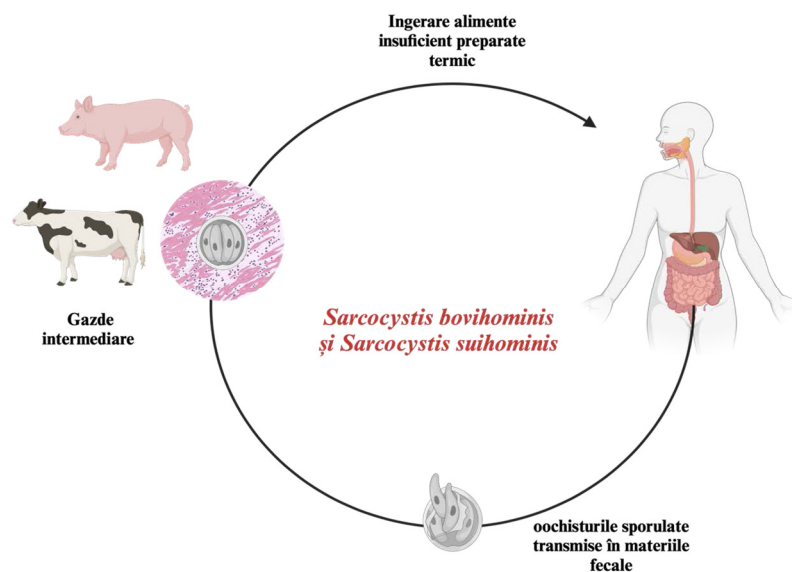 Ingerare alimente
insuficient preparate
termic
Gazde
intermediare
Sarcocystis bovihominis
și Sarcocystis suihominis
oochisturile sporulate
transmise în materiile
fecale